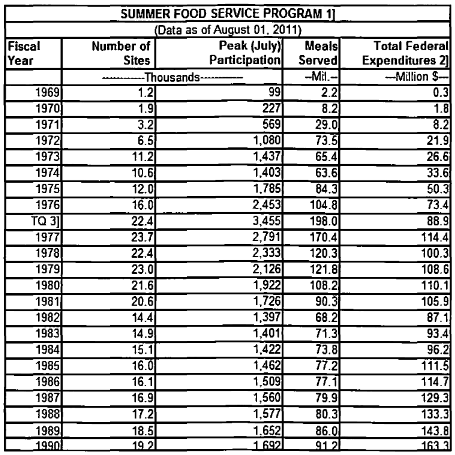 SUMMER FOOD SERVICE PROGRAM 1]
(Data as of August 01, 2011)
Fiscal Number of Peak (July) Meals Total Federal
Year Sites Participation Served Expenditures 2]
-----------Thousands----------- --Mil.-- ---Million $---
1969 1.2 99 2.2 0.3
1970 1.9 227 8.2 1.8
1971 3.2 569 29.0 8.2
1972 6.5 1,080 73.5 21.9
1973 11.2 1,437 65.4 26.6
1974 10.6 1,403 63.6 33.6
1975 12.0 1,785 84.3 50.3
1976 16.0 2,453 104.8 73.4
TQ 3] 22.4 3,455 198.0 88.9
1977 23.7 2,791 170.4 114.4
1978 22.4 2,333 120.3 100.3
1979 23.0 2,126 121.8 108.6
1980 21.6 1,922 108.2 110.1
1981 20.6 1,726 90.3 105.9
1982 14.4 1,397 68.2 87.1
1983 14.9 1,401 71.3 93.4
1984 15.1 1,422 73.8 96.2
1985 16.0 1,462 77.2 111.5
1986 16.1 1,509 77.1 114.7
1987 16.9 1,560 79.9 129.3
1988 17.2 1,577 80.3 133.3
1989 18.5 1,652 86.0 143.8
1990 19.2 1,692 91.2 163.3